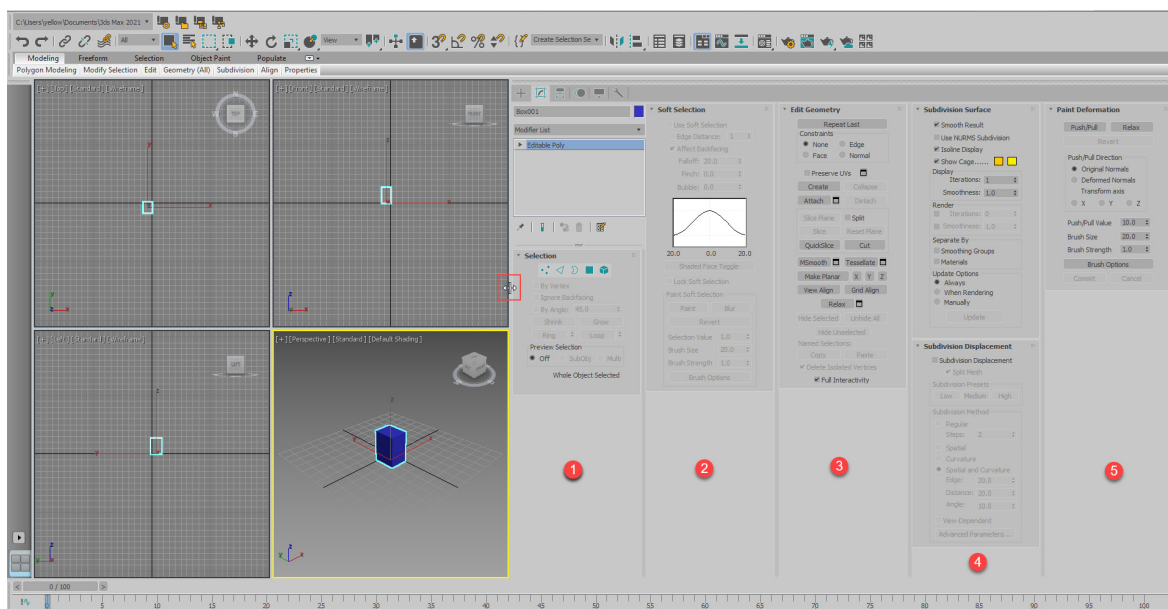 C:\Users\yellow\Documents\3ds Max 2021
All
View
Create Selection Se
Modeling Freeform Selection Object Paint Populate
Polygon Modeling Modify Selection Edit Geometry (All) Subdivision Align Properties
[+] [Top] [Standard] [Wireframe]
TOP
y
x
[+] [Front] [Standard] [Wireframe]
FRONT
z
x
y
x
z
x
[+] [Left] [Standard] [Wireframe]
LEFT
z
y
z
y
[+] [Perspective] [Standard] [Default Shading]
z
z
y
x
Box001
Modifier List
Editable Poly
Selection
By Vertex
Ignore Backfacing
By Angle: 45.0
Shrink Grow
Ring Loop
Preview Selection
Off SubObj Multi
Whole Object Selected
1
Soft Selection
Use Soft Selection
Edge Distance: 1
Affect Backfacing
Falloff: 20.0
Pinch: 0.0
Bubble: 0.0
20.0 0.0 20.0
Shaded Face Toggle
Lock Soft Selection
Paint Soft Selection
Paint Blur
Revert
Selection Value 1.0
Brush Size 20.0
Brush Strength 1.0
Brush Options
2
Edit Geometry
Repeat Last
Constraints
None Edge
Face Normal
Preserve UVs
Create Collapse
Attach Detach
Slice Plane Split
Slice Reset Plane
QuickSlice Cut
MSmooth Tessellate
Make Planar X Y Z
View Align Grid Align
Relax
Hide Selected Unhide All
Hide Unselected
Named Selections:
Copy Paste
Delete Isolated Vertices
Full Interactivity
3
Subdivision Surface
Smooth Result
Use NURMS Subdivision
Isoline Display
Show Cage......
Display
Iterations: 1
Smoothness: 1.0
Render
Iterations: 0
Smoothness: 1.0
Separate By
Smoothing Groups
Materials
Update Options
Always
When Rendering
Manually
Update
Subdivision Displacement
Subdivision Displacement
Split Mesh
Subdivision Presets
Low Medium High
Subdivision Method
Regular
Steps: 2
Spatial
Curvature
Spatial and Curvature
Edge: 20.0
Distance: 20.0
Angle: 10.0
View-Dependent
Advanced Parameters...
4
Paint Deformation
Push/Pull Relax
Revert
Push/Pull Direction
Original Normals
Deformed Normals
Transform axis
X Y Z
Push/Pull Value 10.0
Brush Size 20.0
Brush Strength 1.0
Brush Options
Commit Cancel
5
< 0 / 100 >
0 5 10 15 20 25 30 35 40 45 50 55 60 65 70 75 80 85 90 95 100